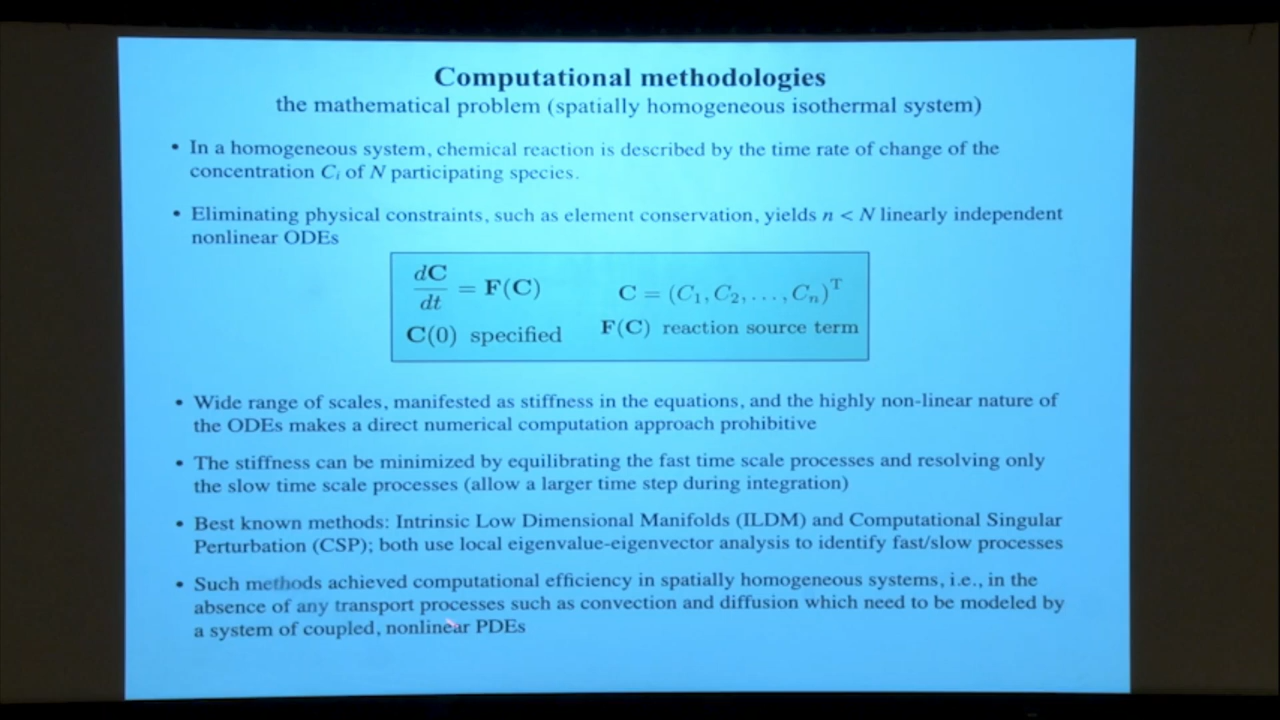 Computational methodologies
the mathematical problem (spatially homogeneous isothermal system)
• In a homogeneous system, chemical reaction is described by the time rate of change of the
concentration Cᵢ of N participating species.
• Eliminating physical constraints, such as element conservation, yields n < N linearly independent
nonlinear ODEs
dC/dt = F(C)
C = (C₁, C₂, . . . , Cₙ)ᵀ
C(0) specified
F(C) reaction source term
• Wide range of scales, manifested as stiffness in the equations, and the highly non-linear nature of
the ODEs makes a direct numerical computation approach prohibitive
• The stiffness can be minimized by equilibrating the fast time scale processes and resolving only
the slow time scale processes (allow a larger time step during integration)
• Best known methods: Intrinsic Low Dimensional Manifolds (ILDM) and Computational Singular
Perturbation (CSP); both use local eigenvalue-eigenvector analysis to identify fast/slow processes
• Such methods achieved computational efficiency in spatially homogeneous systems, i.e., in the
absence of any transport processes such as convection and diffusion which need to be modeled by
a system of coupled, nonlinear PDEs